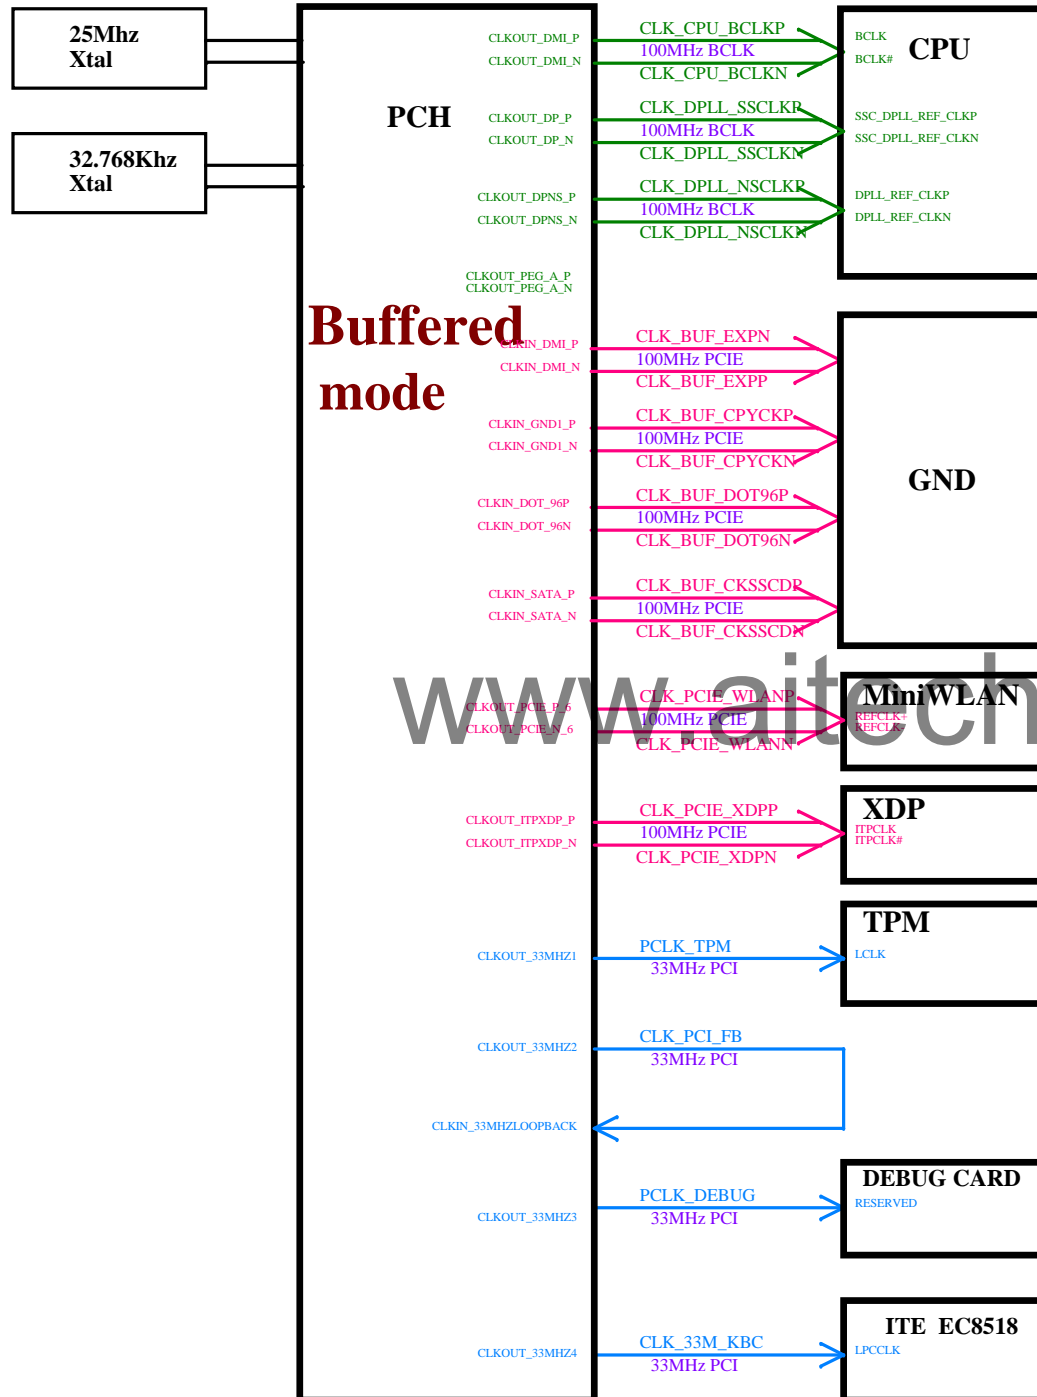 25Mhz
Xtal
32.768Khz
Xtal
PCH
Buffered
mode
CLKOUT_DMI_P
CLKOUT_DMI_N
CLKOUT_DP_P
CLKOUT_DP_N
CLKOUT_DPNS_P
CLKOUT_DPNS_N
CLKOUT_PEG_A_P
CLKOUT_PEG_A_N
CLKIN_DMI_P
CLKIN_DMI_N
CLKIN_GND1_P
CLKIN_GND1_N
CLKIN_DOT_96P
CLKIN_DOT_96N
CLKIN_SATA_P
CLKIN_SATA_N
CLKOUT_PCIE_P_6
CLKOUT_PCIE_N_6
CLKOUT_ITPXDP_P
CLKOUT_ITPXDP_N
CLKOUT_33MHZ1
CLKOUT_33MHZ2
CLKIN_33MHZLOOPBACK
CLKOUT_33MHZ3
CLKOUT_33MHZ4
CLK_CPU_BCLKP
100MHz BCLK
CLK_CPU_BCLKN
CLK_DPLL_SSCLKP
100MHz BCLK
CLK_DPLL_SSCLKN
CLK_DPLL_NSCLKP
100MHz BCLK
CLK_DPLL_NSCLKN
CLK_BUF_EXPN
100MHz PCIE
CLK_BUF_EXPP
CLK_BUF_CPYCKP
100MHz PCIE
CLK_BUF_CPYCKN
CLK_BUF_DOT96P
100MHz PCIE
CLK_BUF_DOT96N
CLK_BUF_CKSSCDP
100MHz PCIE
CLK_BUF_CKSSCDN
CLK_PCIE_WLANP
100MHz PCIE
CLK_PCIE_WLANN
CLK_PCIE_XDPP
100MHz PCIE
CLK_PCIE_XDPN
PCLK_TPM
33MHz PCI
CLK_PCI_FB
33MHz PCI
PCLK_DEBUG
33MHz PCI
CLK_33M_KBC
33MHz PCI
CPU
BCLK
BCLK#
SSC_DPLL_REF_CLKP
SSC_DPLL_REF_CLKN
DPLL_REF_CLKP
DPLL_REF_CLKN
GND
MiniWLAN
REFCLK+
REFCLK-
XDP
ITPCLK
ITPCLK#
TPM
LCLK
DEBUG CARD
RESERVED
ITE EC8518
LPCCLK
www.aitech